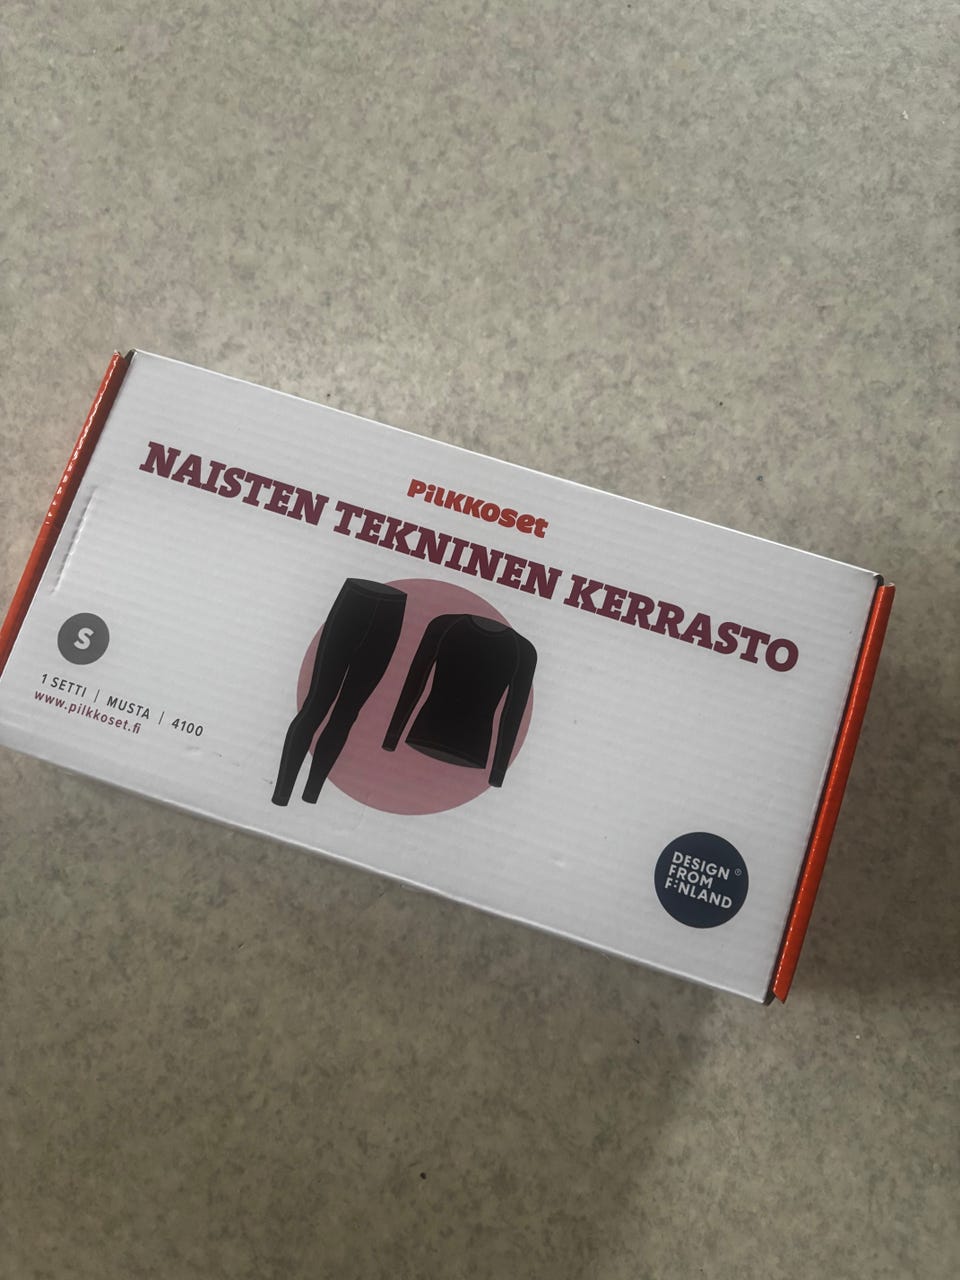 PiLKKOSet
NAISTEN TEKNINEN KERRASTO
S
1 SETTI | MUSTA | 4100
www.pilkkoset.fi
DESIGN ®
FROM
FINLAND